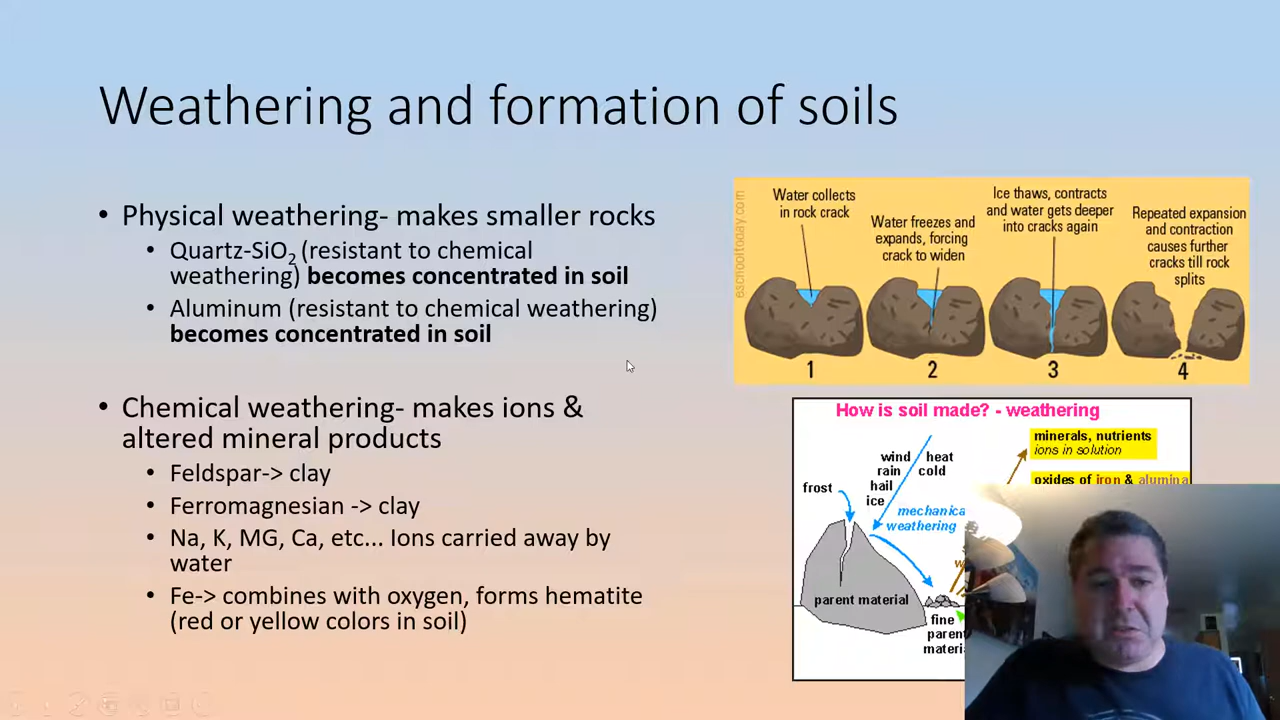 Weathering and formation of soils
• Physical weathering- makes smaller rocks
• Quartz-SiO₂ (resistant to chemical
weathering) becomes concentrated in soil
• Aluminum (resistant to chemical weathering)
becomes concentrated in soil
• Chemical weathering- makes ions &
altered mineral products
• Feldspar-> clay
• Ferromagnesian -> clay
• Na, K, MG, Ca, etc... Ions carried away by
water
• Fe-> combines with oxygen, forms hematite
(red or yellow colors in soil)
eschooltoday.com
Water collects
in rock crack
Water freezes and
expands, forcing
crack to widen
Ice thaws, contracts
and water gets deeper
into cracks again
Repeated expansion
and contraction
causes further
cracks till rock
splits
1
2
3
4
How is soil made? - weathering
minerals, nutrients
ions in solution
oxides of iron & alumina
wind
rain
hail
ice
heat
cold
frost
mechanica
weathering
parent material
fine
parent